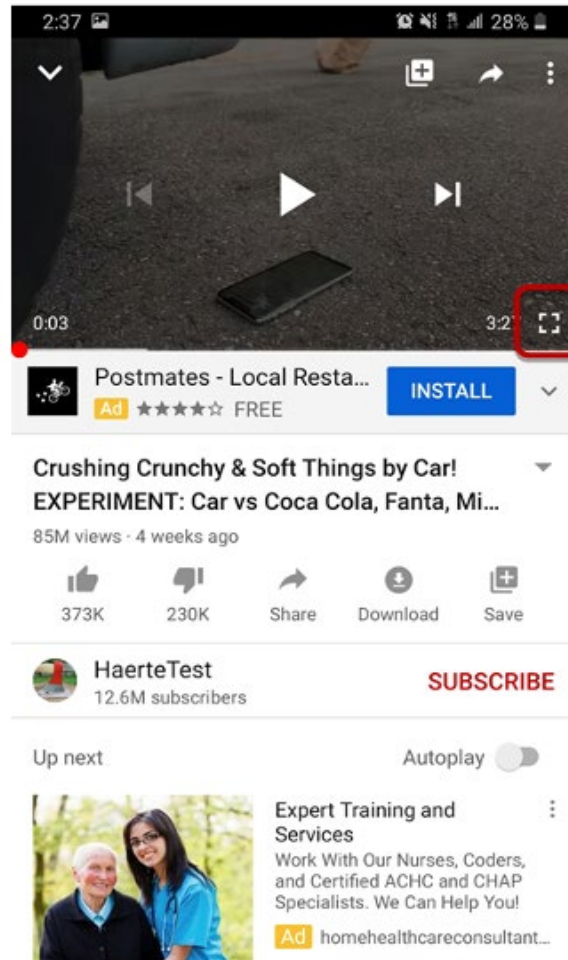 2:37 28%
0:03 3:27
Postmates - Local Resta...
INSTALL
Ad FREE
Crushing Crunchy & Soft Things by Car!
EXPERIMENT: Car vs Coca Cola, Fanta, Mi...
85M views · 4 weeks ago
373K 230K Share Download Save
HaerteTest
SUBSCRIBE
12.6M subscribers
Up next Autoplay
Expert Training and
Services
Work With Our Nurses, Coders,
and Certified ACHC and CHAP
Specialists. We Can Help You!
Ad homehealthcareconsultant...